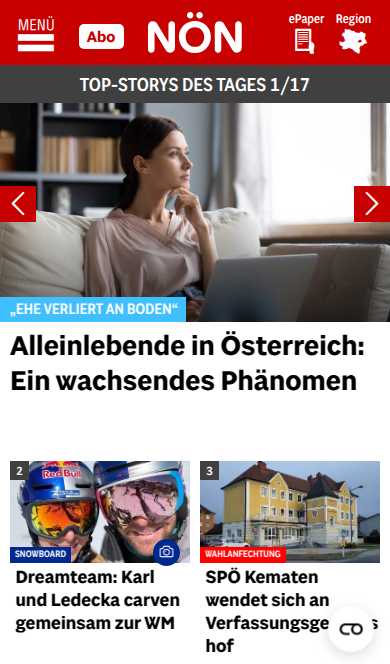 MENÜ
Abo
NÖN
ePaper
Region
TOP-STORYS DES TAGES 1/17
„EHE VERLIERT AN BODEN“
Alleinlebende in Österreich:
Ein wachsendes Phänomen
2
Red Bull
SNOWBOARD
Dreamteam: Karl
und Ledecka carven
gemeinsam zur WM
3
WAHLANFECHTUNG
SPÖ Kematen
wendet sich an
hof